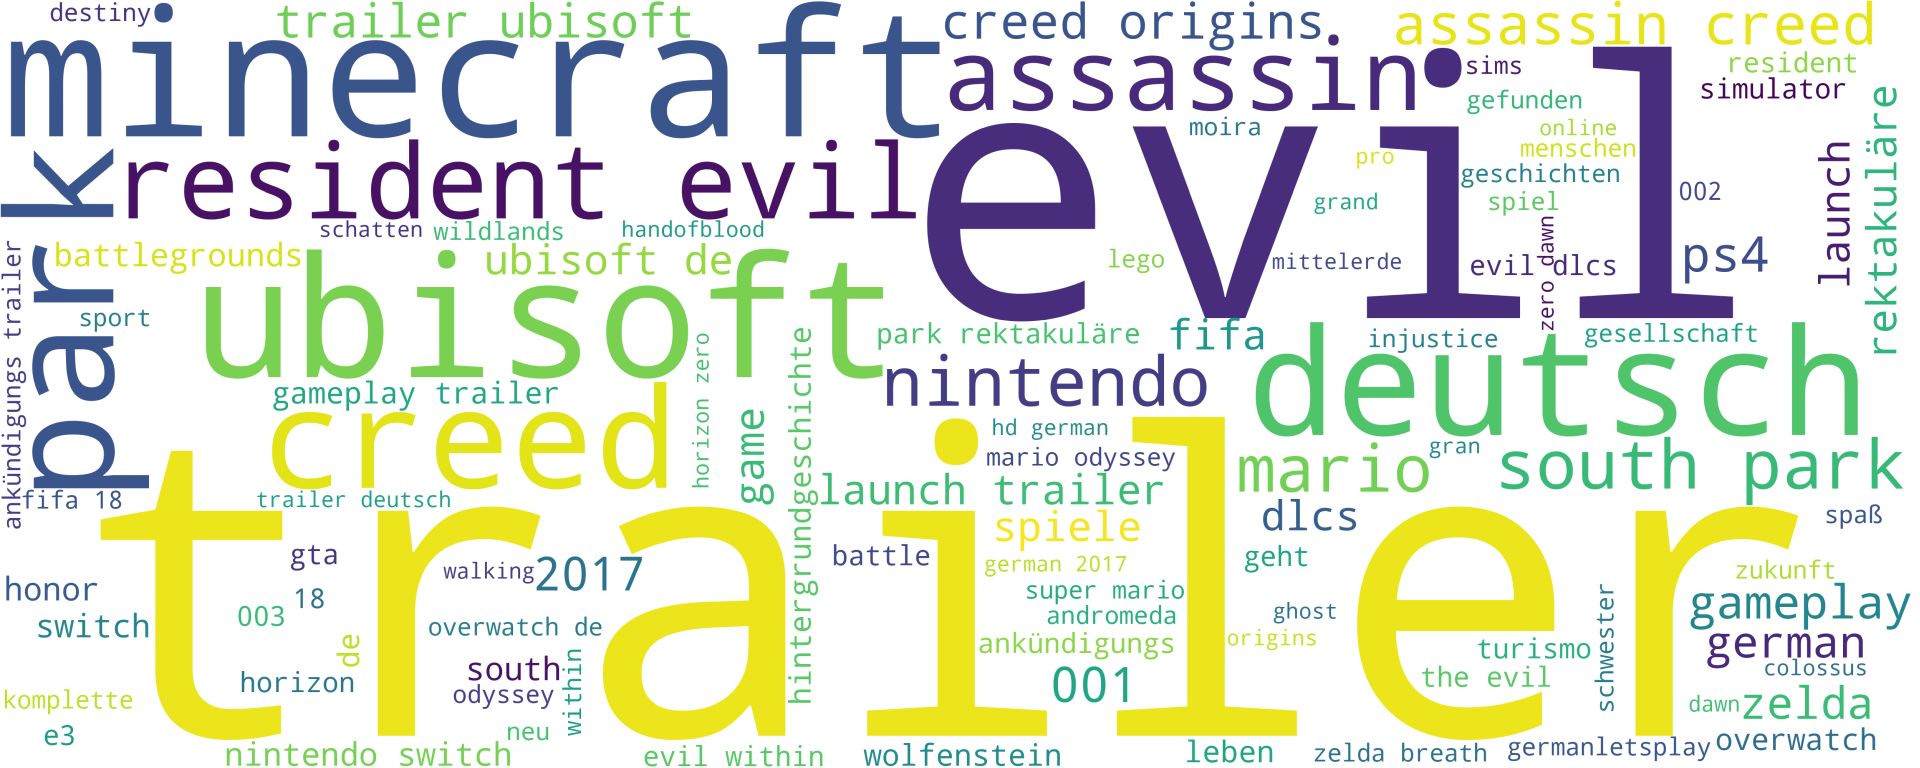 destiny
trailer ubisoft
creed origins
assassin creed
minecraft
assassin
sims
resident
simulator
gefunden
moira
online
menschen
pro
geschichten
launch
rektakuläre
park
resident evil
evil
grand
spiel
002
schatten
wildlands
handofblood
battlegrounds
ubisoft de
lego
mittelerde
evil dlcs
zero dawn
ps4
ankündigungs trailer
sport
ubisoft
park rektakuläre
fifa
injustice
gesellschaft
gameplay trailer
creed
horizon zero
game
hintergrundgeschichte
nintendo
deutsch
hd german
mario odyssey
gran
mario
south park
fifa 18
trailer deutsch
launch trailer
dlcs
spaß
trailer
spiele
gta
walking
2017
battle
german 2017
geht
zukunft
honor
18
super mario
ghost
schwester
gameplay
switch
003
de
overwatch de
andromeda
origins
german
ankündigungs
turismo
horizon
south
within
001
the evil
colossus
komplette
odyssey
dawn
zelda
e3
neu
nintendo switch
evil within
wolfenstein
leben
zelda breath
germanletsplay
overwatch